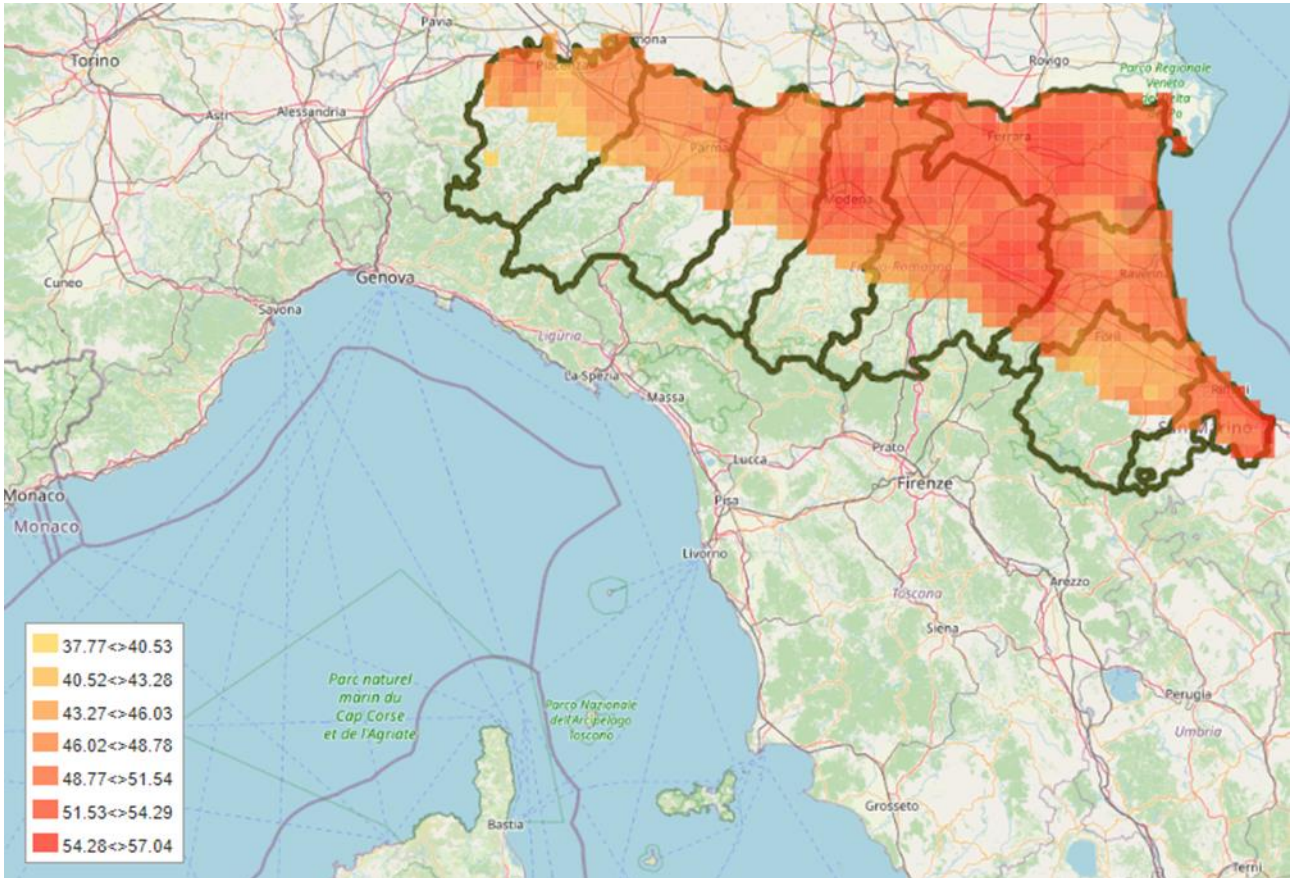 Pavia
Torino
Rovigo
Parco Regionale
Veneto
Asti
Alessandria
Ferrara
Parma
Modena
Cuneo
Genova
Ravenna
Savona
Liguria
Forlì
La Spezia
Massa
Prato
Lucca
Firenze
Monaco
Monaco
Pisa
Livorno
Arezzo
Toscana
Siena
Parc naturel
marin du
Cap Corse
et de l'Agriate
Parco Nazionale
dell'Arcipelago
Toscano
Perugia
Umbria
Grosseto
Bastia
Terni
37.77<>40.53
40.52<>43.28
43.27<>46.03
46.02<>48.78
48.77<>51.54
51.53<>54.29
54.28<>57.04